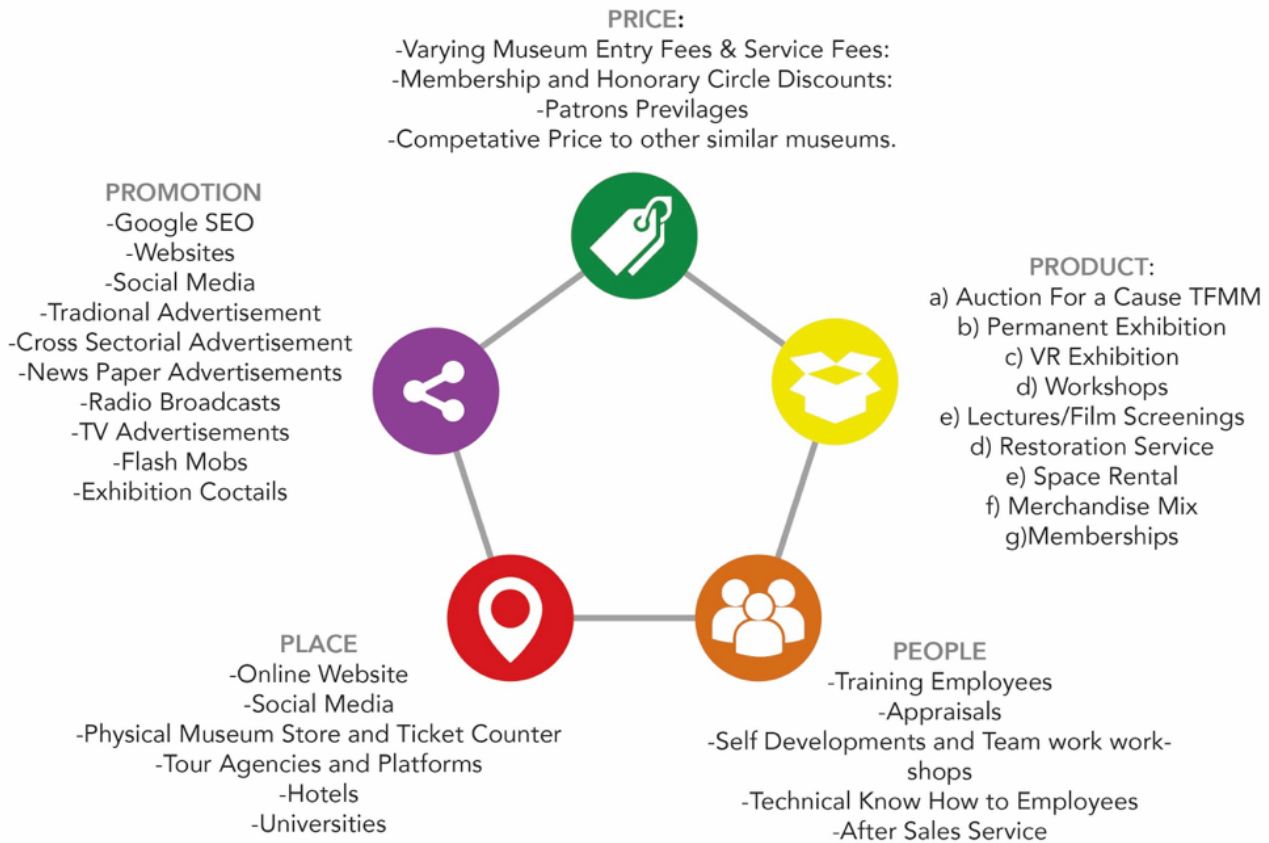 PRICE:
-Varying Museum Entry Fees & Service Fees:
-Membership and Honorary Circle Discounts:
-Patrons Previlages
-Competative Price to other similar museums.
PROMOTION
-Google SEO
-Websites
-Social Media
-Tradional Advertisement
-Cross Sectorial Advertisement
-News Paper Advertisements
-Radio Broadcasts
-TV Advertisements
-Flash Mobs
-Exhibition Coctails
PRODUCT:
a) Auction For a Cause TFMM
b) Permanent Exhibition
c) VR Exhibition
d) Workshops
e) Lectures/Film Screenings
d) Restoration Service
e) Space Rental
f) Merchandise Mix
g)Memberships
PLACE
-Online Website
-Social Media
-Physical Museum Store and Ticket Counter
-Tour Agencies and Platforms
-Hotels
-Universities
PEOPLE
-Training Employees
-Appraisals
-Self Developments and Team work work-
shops
-Technical Know How to Employees
-After Sales Service